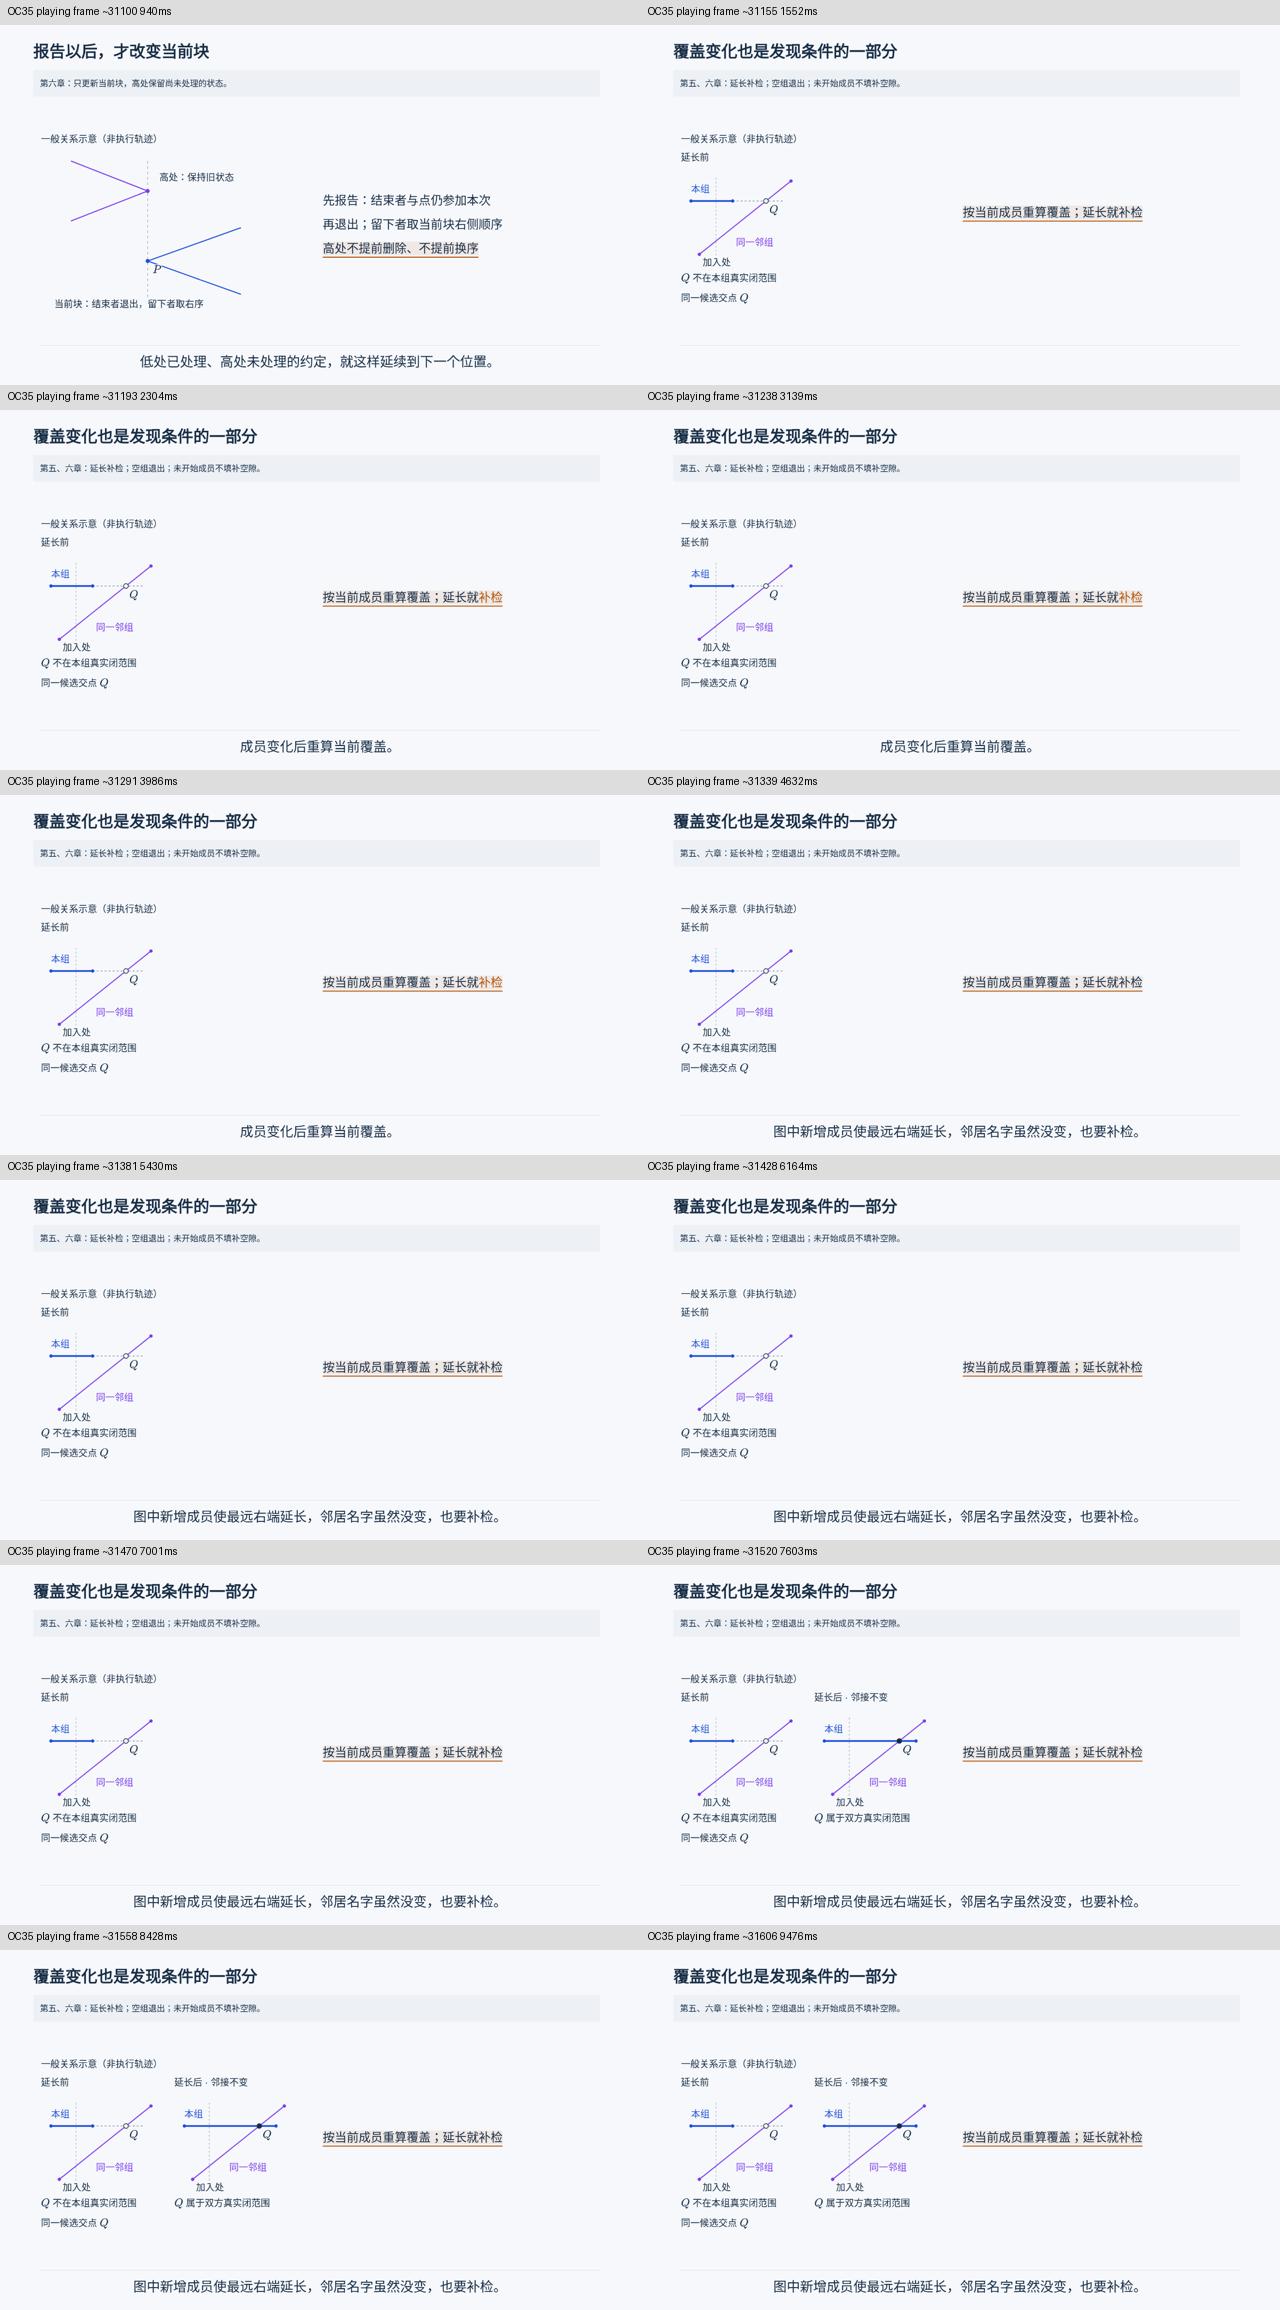 OC35 playing frame ~31100 940ms
报告以后，才改变当前块
第六章：只更新当前块，高处保留尚未处理的状态。
一般关系示意（非执行轨迹）
高处：保持旧状态
P
当前块：结束者退出，留下者取右序
先报告：结束者与点仍参加本次
再退出；留下者取当前块右侧顺序
高处不提前删除、不提前换序
低处已处理、高处未处理的约定，就这样延续到下一个位置。
OC35 playing frame ~31155 1552ms
覆盖变化也是发现条件的一部分
第五、六章：延长补检；空组退出；未开始成员不填补空隙。
一般关系示意（非执行轨迹）
延长前
本组
Q
同一邻组
加入处
Q 不在本组真实闭范围
同一候选交点 Q
按当前成员重算覆盖；延长就补检
OC35 playing frame ~31193 2304ms
覆盖变化也是发现条件的一部分
第五、六章：延长补检；空组退出；未开始成员不填补空隙。
一般关系示意（非执行轨迹）
延长前
本组
Q
同一邻组
加入处
Q 不在本组真实闭范围
同一候选交点 Q
按当前成员重算覆盖；延长就补检
成员变化后重算当前覆盖。
OC35 playing frame ~31238 3139ms
覆盖变化也是发现条件的一部分
第五、六章：延长补检；空组退出；未开始成员不填补空隙。
一般关系示意（非执行轨迹）
延长前
本组
Q
同一邻组
加入处
Q 不在本组真实闭范围
同一候选交点 Q
按当前成员重算覆盖；延长就补检
成员变化后重算当前覆盖。
OC35 playing frame ~31291 3986ms
覆盖变化也是发现条件的一部分
第五、六章：延长补检；空组退出；未开始成员不填补空隙。
一般关系示意（非执行轨迹）
延长前
本组
Q
同一邻组
加入处
Q 不在本组真实闭范围
同一候选交点 Q
按当前成员重算覆盖；延长就补检
成员变化后重算当前覆盖。
OC35 playing frame ~31339 4632ms
覆盖变化也是发现条件的一部分
第五、六章：延长补检；空组退出；未开始成员不填补空隙。
一般关系示意（非执行轨迹）
延长前
本组
Q
同一邻组
加入处
Q 不在本组真实闭范围
同一候选交点 Q
按当前成员重算覆盖；延长就补检
图中新增成员使最远右端延长，邻居名字虽然没变，也要补检。
OC35 playing frame ~31381 5430ms
覆盖变化也是发现条件的一部分
第五、六章：延长补检；空组退出；未开始成员不填补空隙。
一般关系示意（非执行轨迹）
延长前
本组
Q
同一邻组
加入处
Q 不在本组真实闭范围
同一候选交点 Q
按当前成员重算覆盖；延长就补检
图中新增成员使最远右端延长，邻居名字虽然没变，也要补检。
OC35 playing frame ~31428 6164ms
覆盖变化也是发现条件的一部分
第五、六章：延长补检；空组退出；未开始成员不填补空隙。
一般关系示意（非执行轨迹）
延长前
本组
Q
同一邻组
加入处
Q 不在本组真实闭范围
同一候选交点 Q
按当前成员重算覆盖；延长就补检
图中新增成员使最远右端延长，邻居名字虽然没变，也要补检。
OC35 playing frame ~31470 7001ms
覆盖变化也是发现条件的一部分
第五、六章：延长补检；空组退出；未开始成员不填补空隙。
一般关系示意（非执行轨迹）
延长前
本组
Q
同一邻组
加入处
Q 不在本组真实闭范围
同一候选交点 Q
按当前成员重算覆盖；延长就补检
图中新增成员使最远右端延长，邻居名字虽然没变，也要补检。
OC35 playing frame ~31520 7603ms
覆盖变化也是发现条件的一部分
第五、六章：延长补检；空组退出；未开始成员不填补空隙。
一般关系示意（非执行轨迹）
延长前
本组
Q
同一邻组
加入处
Q 不在本组真实闭范围
同一候选交点 Q
延长后 · 邻接不变
本组
Q
同一邻组
加入处
Q 属于双方真实闭范围
按当前成员重算覆盖；延长就补检
图中新增成员使最远右端延长，邻居名字虽然没变，也要补检。
OC35 playing frame ~31558 8428ms
覆盖变化也是发现条件的一部分
第五、六章：延长补检；空组退出；未开始成员不填补空隙。
一般关系示意（非执行轨迹）
延长前
本组
Q
同一邻组
加入处
Q 不在本组真实闭范围
同一候选交点 Q
延长后 · 邻接不变
本组
Q
同一邻组
加入处
Q 属于双方真实闭范围
按当前成员重算覆盖；延长就补检
图中新增成员使最远右端延长，邻居名字虽然没变，也要补检。
OC35 playing frame ~31606 9476ms
覆盖变化也是发现条件的一部分
第五、六章：延长补检；空组退出；未开始成员不填补空隙。
一般关系示意（非执行轨迹）
延长前
本组
Q
同一邻组
加入处
Q 不在本组真实闭范围
同一候选交点 Q
延长后 · 邻接不变
本组
Q
同一邻组
加入处
Q 属于双方真实闭范围
按当前成员重算覆盖；延长就补检
图中新增成员使最远右端延长，邻居名字虽然没变，也要补检。